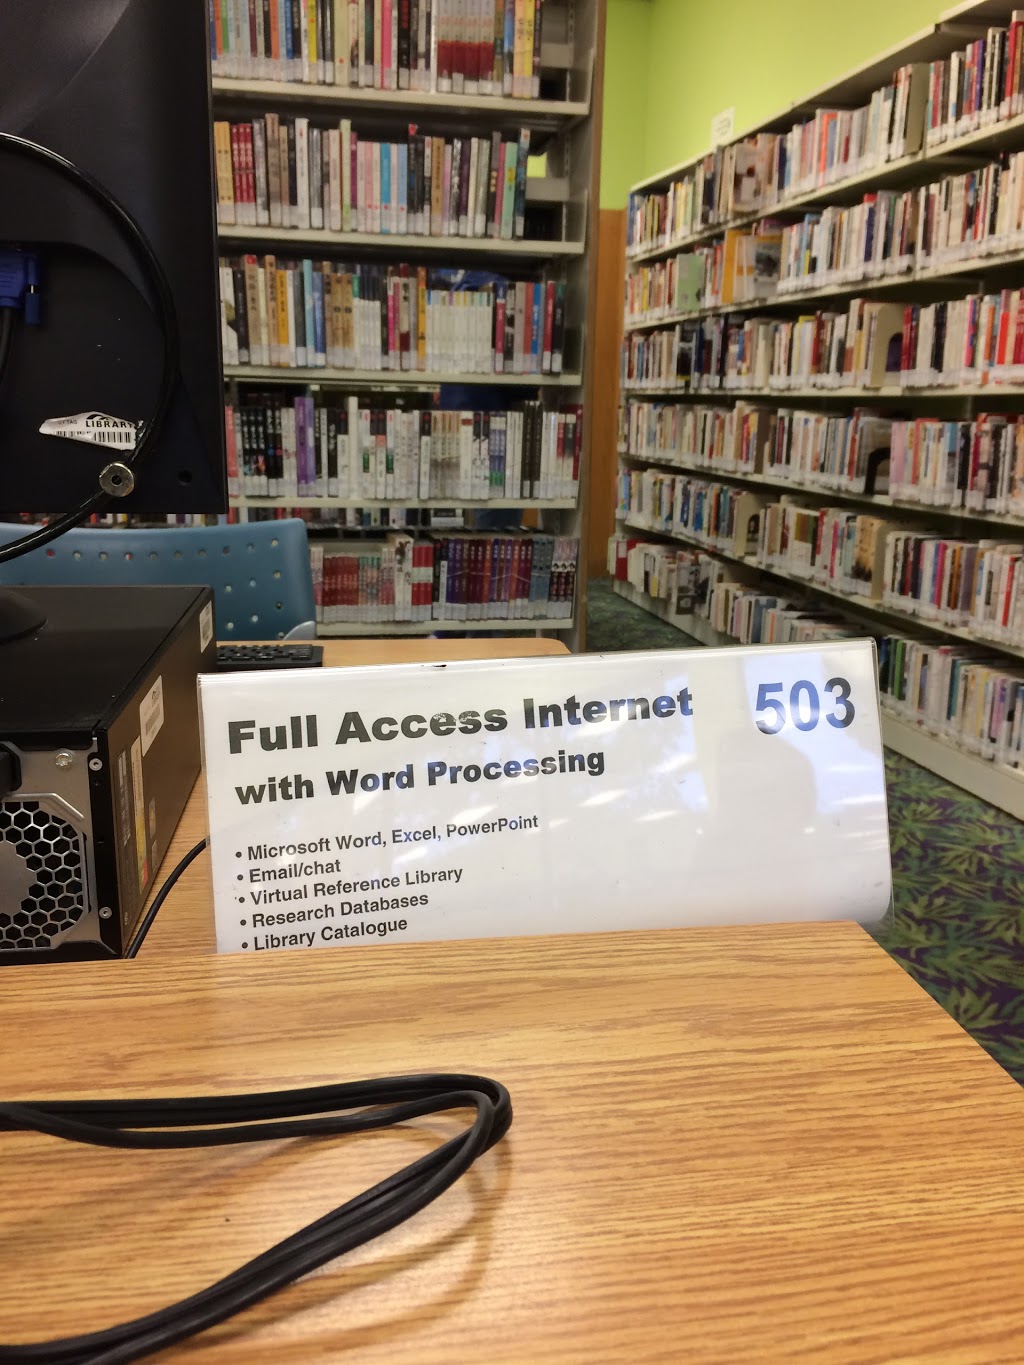 LIBRARY
Full Access Internet
503
with Word Processing
• Microsoft Word, Excel, PowerPoint
• Email/chat
• Virtual Reference Library
• Research Databases
• Library Catalogue